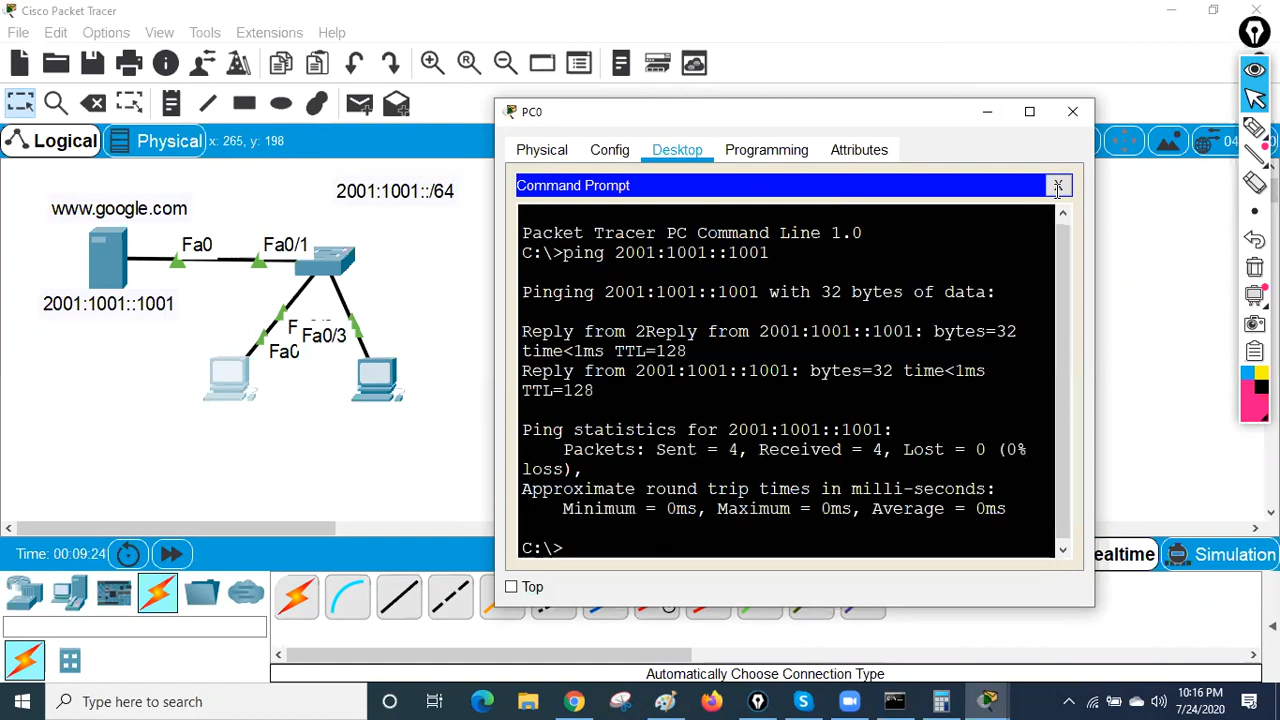 Cisco Packet Tracer
File Edit Options View Tools Extensions Help
Logical Physical x: 265, y: 198
04
PC0
Physical Config Desktop Programming Attributes
Command Prompt
Packet Tracer PC Command Line 1.0
C:\>ping 2001:1001::1001
Pinging 2001:1001::1001 with 32 bytes of data:
Reply from 2Reply from 2001:1001::1001: bytes=32
time<1ms TTL=128
Reply from 2001:1001::1001: bytes=32 time<1ms
TTL=128
Ping statistics for 2001:1001::1001:
Packets: Sent = 4, Received = 4, Lost = 0 (0%
loss),
Approximate round trip times in milli-seconds:
Minimum = 0ms, Maximum = 0ms, Average = 0ms
C:\>
Top
2001:1001::/64
www.google.com
Fa0 Fa0/1
2001:1001::1001
F
Fa0/3
Fa0
Time: 00:09:24
ealtime Simulation
Automatically Choose Connection Type
Type here to search
10:16 PM
7/24/2020